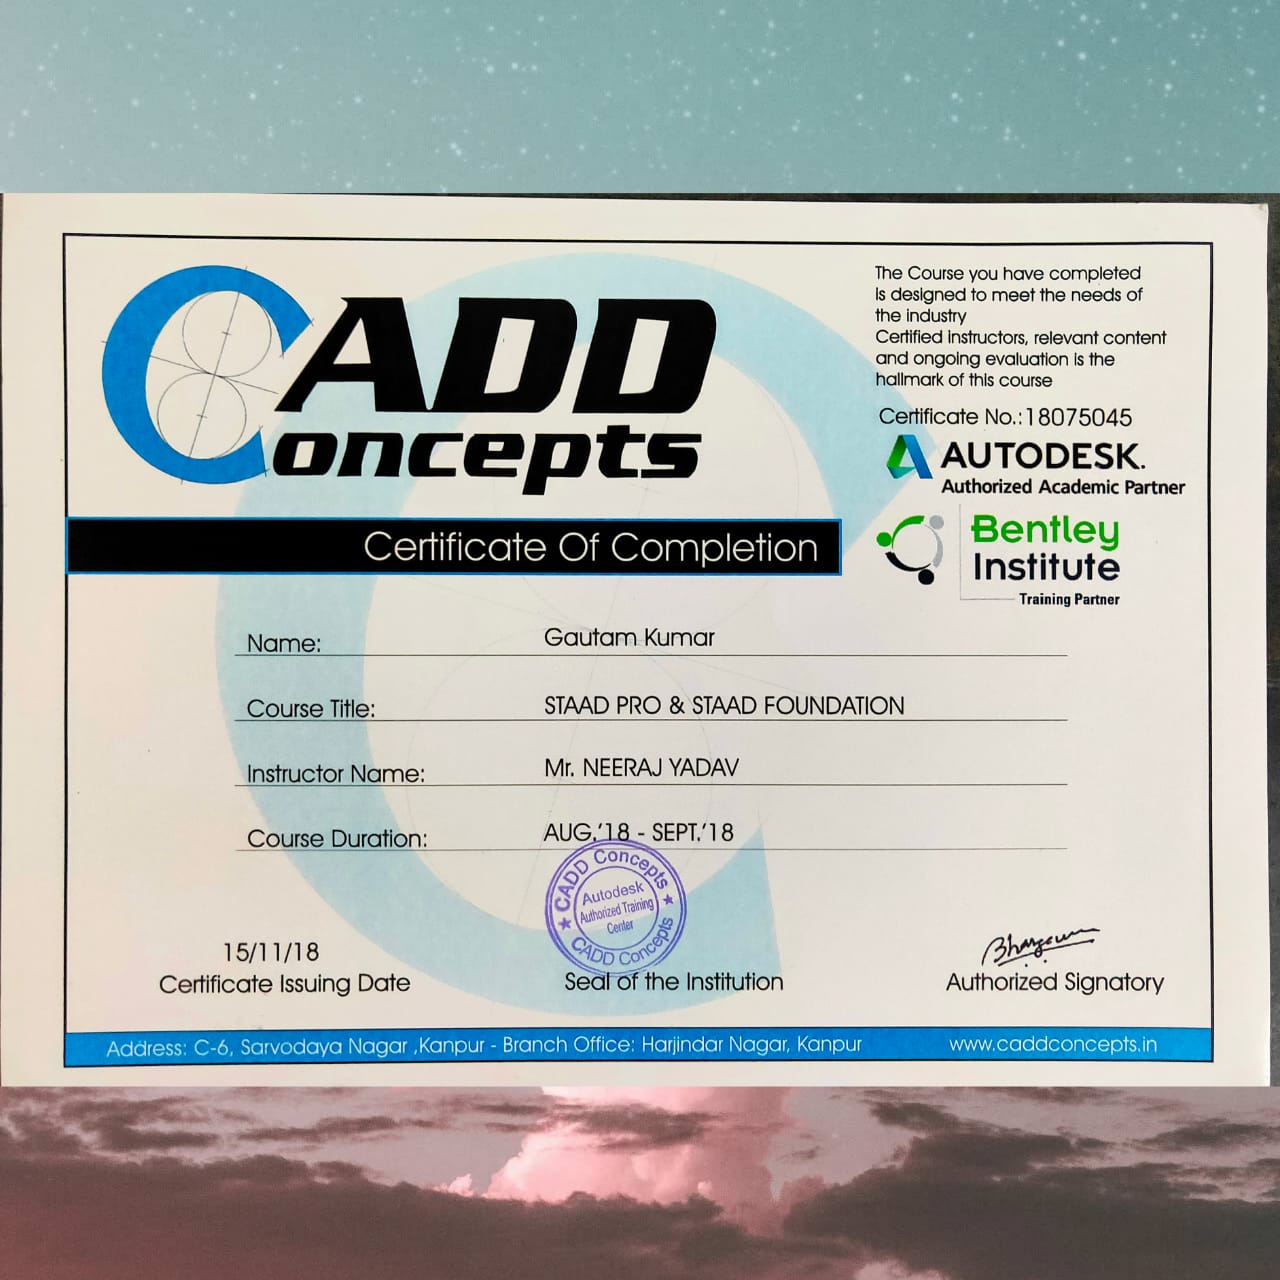 CADD
Concepts
The Course you have completed
is designed to meet the needs of
the industry
Certified instructors, relevant content
and ongoing evaluation is the
hallmark of this course
Certificate No.:18075045
AUTODESK.
Authorized Academic Partner
Bentley
Institute
Training Partner
Certificate Of Completion
Name: Gautam Kumar
Course Title: STAAD PRO & STAAD FOUNDATION
Instructor Name: Mr. NEERAJ YADAV
Course Duration: AUG.'18 - SEPT.'18
CADD Concepts
Autodesk
Authorized Training
Center
CADD Concepts
15/11/18
Certificate Issuing Date
Seal of the Institution
Authorized Signatory
Address: C-6, Sarvodaya Nagar ,Kanpur - Branch Office: Harjindar Nagar, Kanpur
www.caddconcepts.in